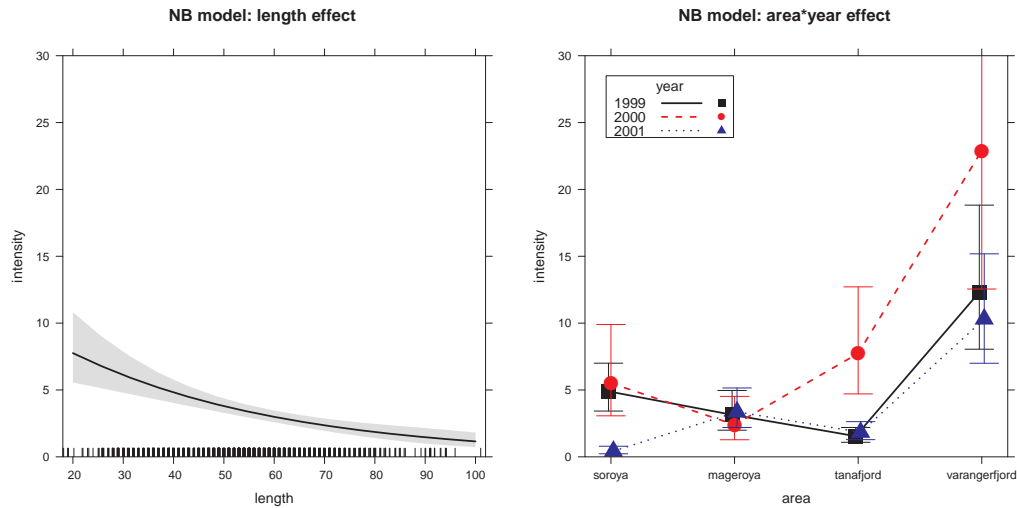 NB model: length effect
30
25
20
15
10
5
0
intensity
20 30 40 50 60 70 80 90 100
length
NB model: area*year effect
year
1999
2000
2001
30
25
20
15
10
5
0
intensity
soroya mageroya tanafjord varangerfjord
area